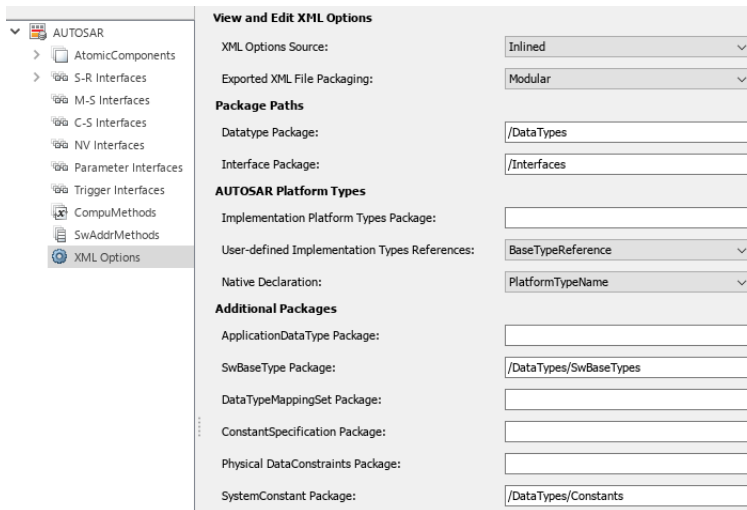 AUTOSAR
AtomicComponents
S-R Interfaces
M-S Interfaces
C-S Interfaces
NV Interfaces
Parameter Interfaces
Trigger Interfaces
CompuMethods
SwAddrMethods
XML Options
View and Edit XML Options
XML Options Source: Inlined
Exported XML File Packaging: Modular
Package Paths
Datatype Package: /DataTypes
Interface Package: /Interfaces
AUTOSAR Platform Types
Implementation Platform Types Package:
User-defined Implementation Types References: BaseTypeReference
Native Declaration: PlatformTypeName
Additional Packages
ApplicationDataType Package:
SwBaseType Package: /DataTypes/SwBaseTypes
DataTypeMappingSet Package:
ConstantSpecification Package:
Physical DataConstraints Package:
SystemConstant Package: /DataTypes/Constants